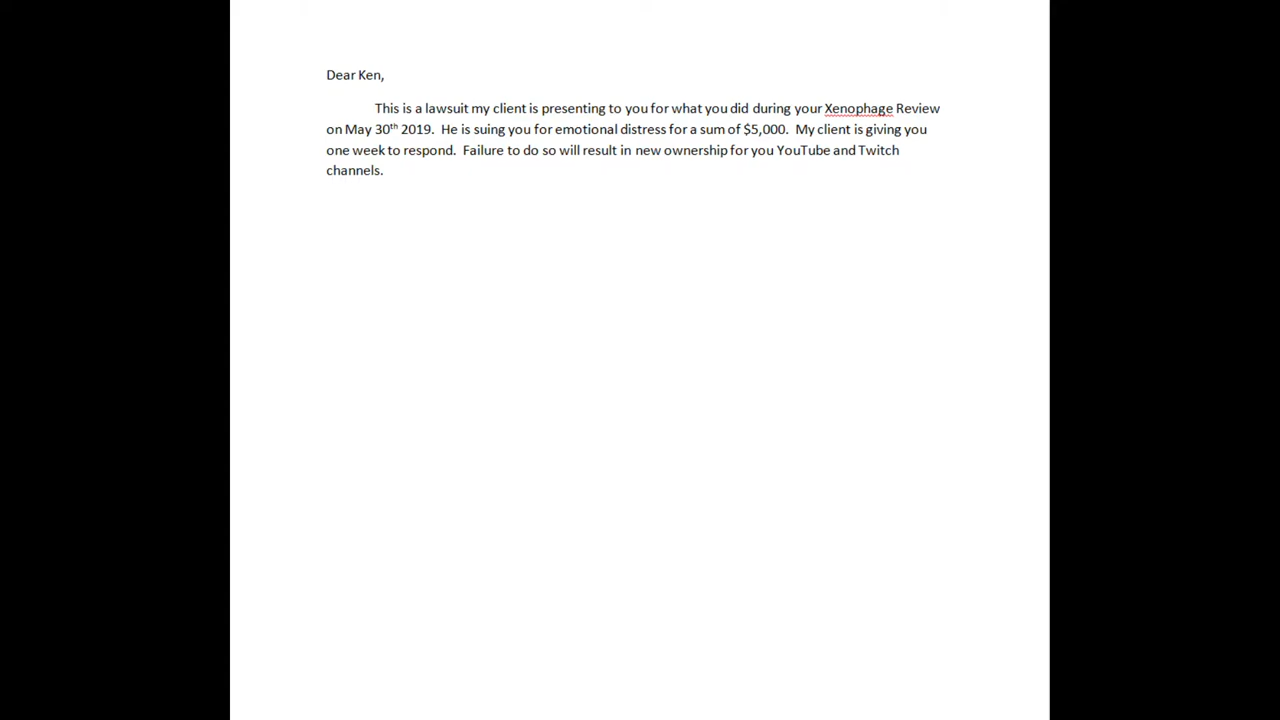 Dear Ken,
This is a lawsuit my client is presenting to you for what you did during your Xenophage Review
on May 30th 2019.  He is suing you for emotional distress for a sum of $5,000.  My client is giving you
one week to respond.  Failure to do so will result in new ownership for you YouTube and Twitch
channels.